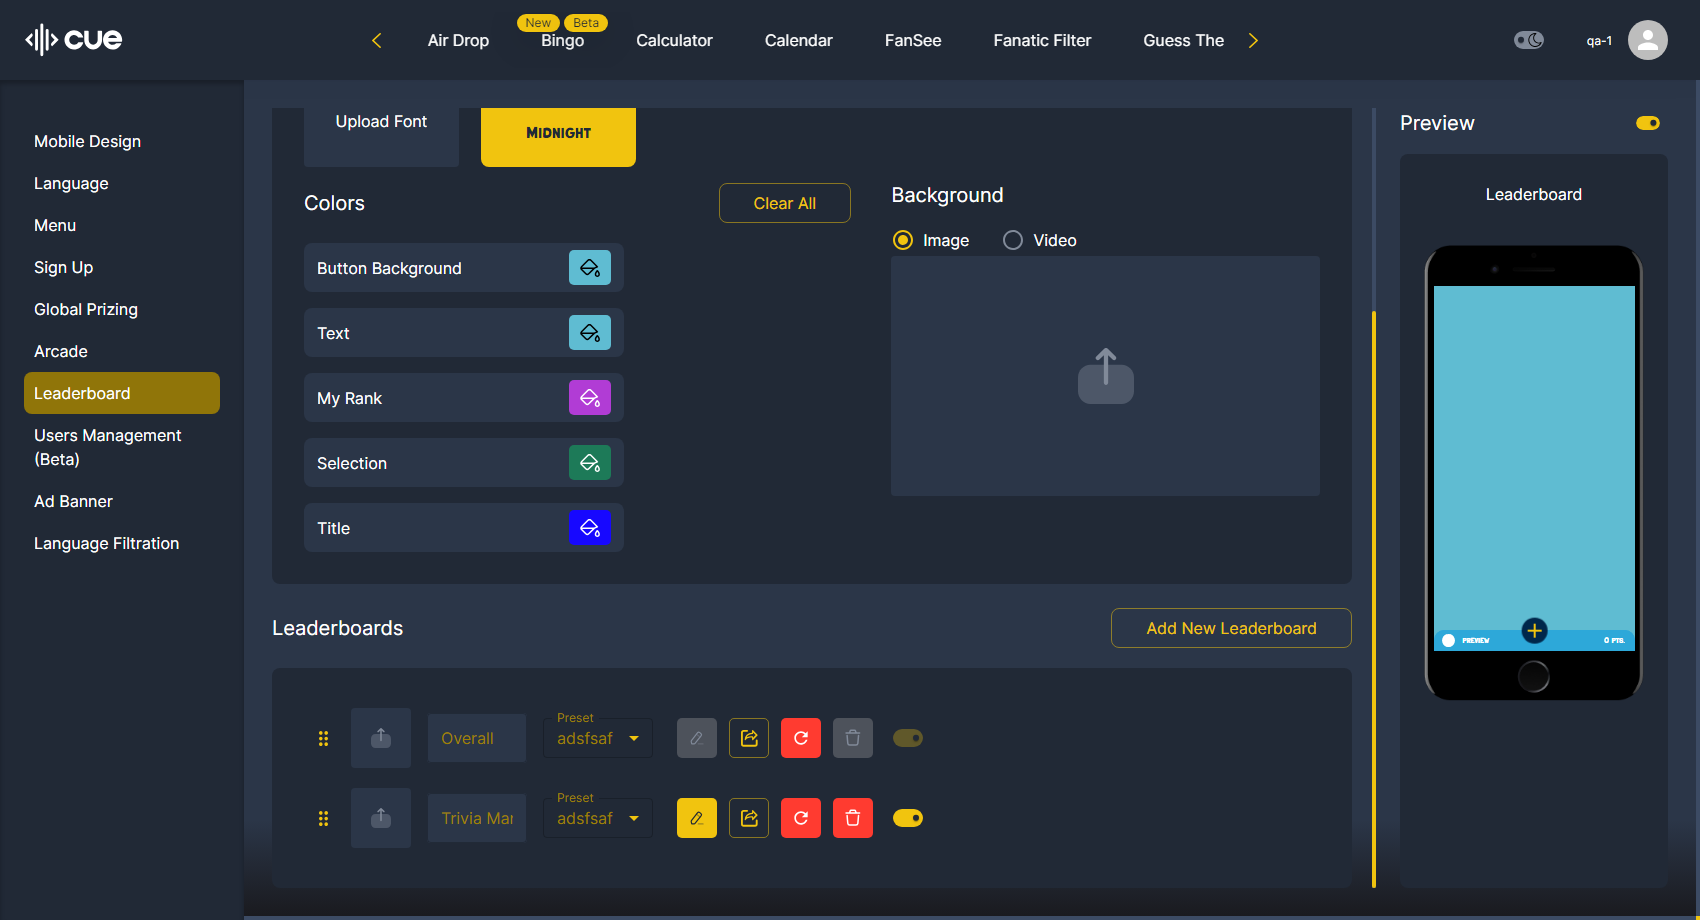 cue
New
Beta
Air Drop
Bingo
Calculator
Calendar
FanSee
Fanatic Filter
Guess The
qa-1
Mobile Design
Language
Menu
Sign Up
Global Prizing
Arcade
Leaderboard
Users Management
(Beta)
Ad Banner
Language Filtration
Upload Font
MIDNIGHT
Colors
Clear All
Button Background
Text
My Rank
Selection
Title
Background
Image
Video
Leaderboards
Add New Leaderboard
Overall
Preset
adsfsaf
Trivia Mar
Preset
adsfsaf
Preview
Leaderboard
PREVIEW
0 PTS.